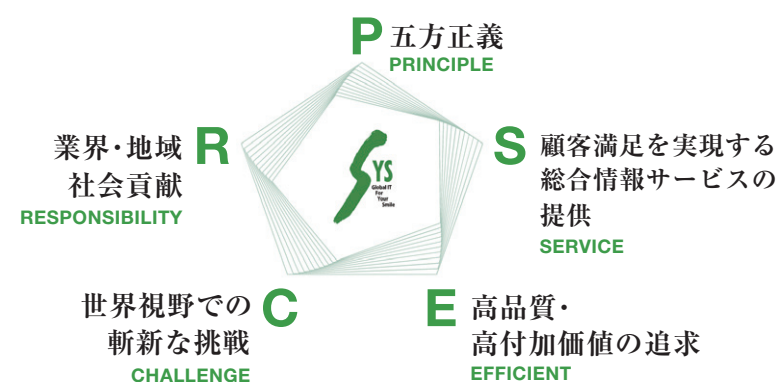 P 五方正義
PRINCIPLE
S 顧客満足を実現する
総合情報サービスの
提供
SERVICE
E 高品質・
高付加価値の追求
EFFICIENT
C 世界視野での
斬新な挑戦
CHALLENGE
R 業界・地域
社会貢献
RESPONSIBILITY
SYS
Global IT
For
Your
Smile